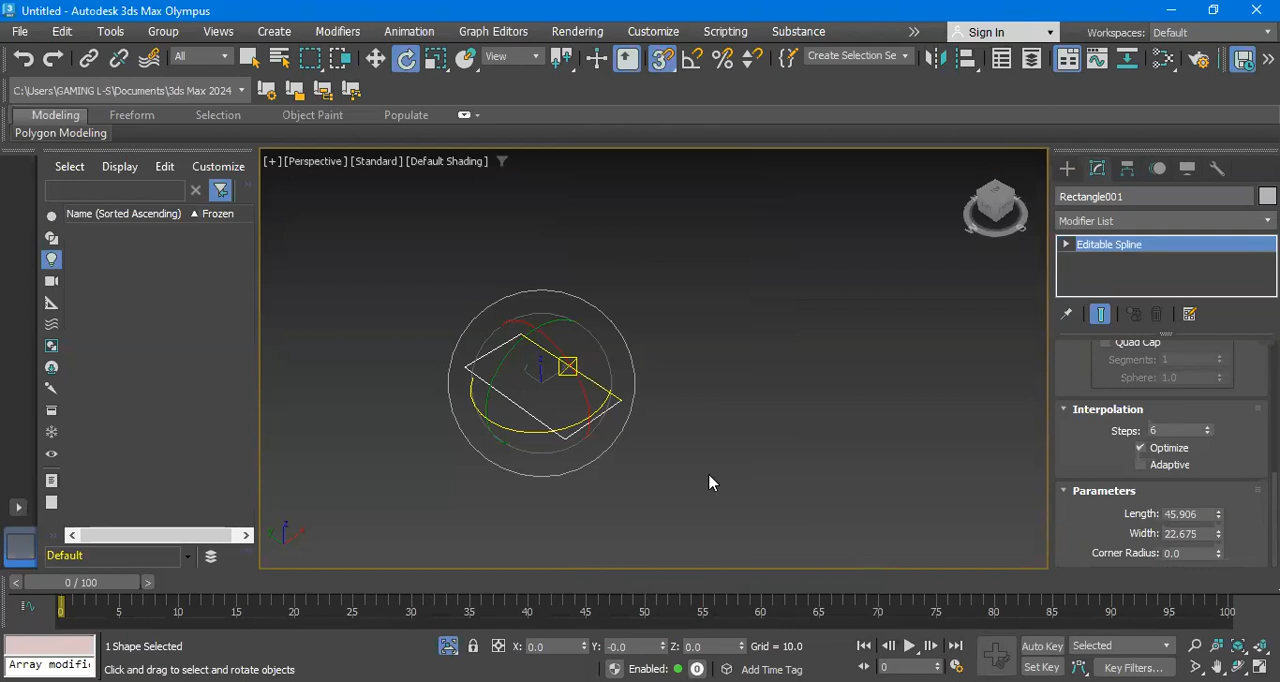 Untitled - Autodesk 3ds Max Olympus
File Edit Tools Group Views Create Modifiers Animation Graph Editors Rendering Customize Scripting Substance Sign In Workspaces: Default
All View Create Selection Se
C:\Users\GAMING L-S\Documents\3ds Max 2024
Modeling Freeform Selection Object Paint Populate
Polygon Modeling
Select Display Edit Customize
Name (Sorted Ascending) Frozen
[+] [Perspective] [Standard] [Default Shading]
Rectangle001
Modifier List
Editable Spline
Quad Cap
Segments: 1
Sphere: 1.0
Interpolation
Steps: 6
Optimize
Adaptive
Parameters
Length: 45.906
Width: 22.675
Corner Radius: 0.0
Default
0 / 100
0 5 10 15 20 25 30 35 40 45 50 55 60 65 70 75 80 85 90 95 100
1 Shape Selected X: 0.0 Y: -0.0 Z: 0.0 Grid = 10.0 Auto Key Selected
Array modifi Click and drag to select and rotate objects Enabled: 0 Add Time Tag 0 Set Key Key Filters...